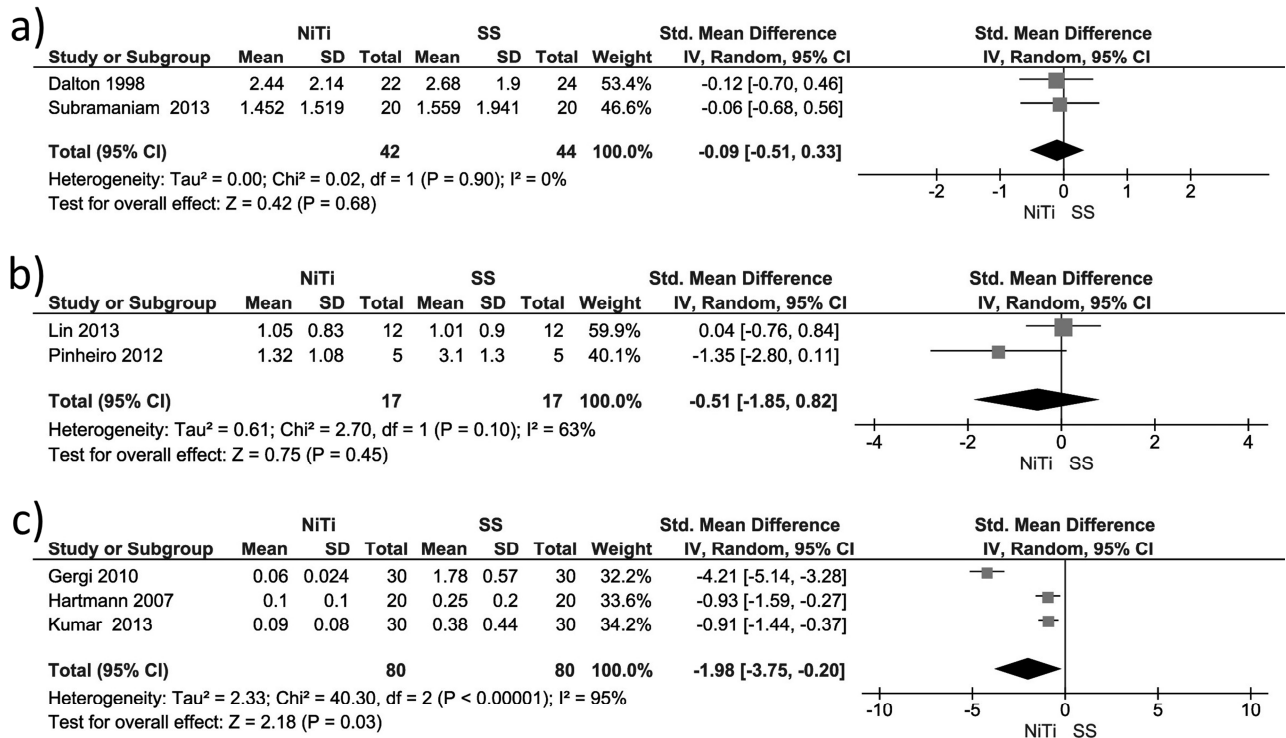 a)
NiTi SS Std. Mean Difference Std. Mean Difference
Study or Subgroup Mean SD Total Mean SD Total Weight IV, Random, 95% CI IV, Random, 95% CI
Dalton 1998 2.44 2.14 22 2.68 1.9 24 53.4% -0.12 [-0.70, 0.46]
Subramaniam 2013 1.452 1.519 20 1.559 1.941 20 46.6% -0.06 [-0.68, 0.56]
Total (95% CI) 42 44 100.0% -0.09 [-0.51, 0.33]
Heterogeneity: Tau² = 0.00; Chi² = 0.02, df = 1 (P = 0.90); I² = 0%
Test for overall effect: Z = 0.42 (P = 0.68)
-2 -1 0 1 2
NiTi SS
b)
NiTi SS Std. Mean Difference Std. Mean Difference
Study or Subgroup Mean SD Total Mean SD Total Weight IV, Random, 95% CI IV, Random, 95% CI
Lin 2013 1.05 0.83 12 1.01 0.9 12 59.9% 0.04 [-0.76, 0.84]
Pinheiro 2012 1.32 1.08 5 3.1 1.3 5 40.1% -1.35 [-2.80, 0.11]
Total (95% CI) 17 17 100.0% -0.51 [-1.85, 0.82]
Heterogeneity: Tau² = 0.61; Chi² = 2.70, df = 1 (P = 0.10); I² = 63%
Test for overall effect: Z = 0.75 (P = 0.45)
-4 -2 0 2 4
NiTi SS
c)
NiTi SS Std. Mean Difference Std. Mean Difference
Study or Subgroup Mean SD Total Mean SD Total Weight IV, Random, 95% CI IV, Random, 95% CI
Gergi 2010 0.06 0.024 30 1.78 0.57 30 32.2% -4.21 [-5.14, -3.28]
Hartmann 2007 0.1 0.1 20 0.25 0.2 20 33.6% -0.93 [-1.59, -0.27]
Kumar 2013 0.09 0.08 30 0.38 0.44 30 34.2% -0.91 [-1.44, -0.37]
Total (95% CI) 80 80 100.0% -1.98 [-3.75, -0.20]
Heterogeneity: Tau² = 2.33; Chi² = 40.30, df = 2 (P < 0.00001); I² = 95%
Test for overall effect: Z = 2.18 (P = 0.03)
-10 -5 0 5 10
NiTi SS